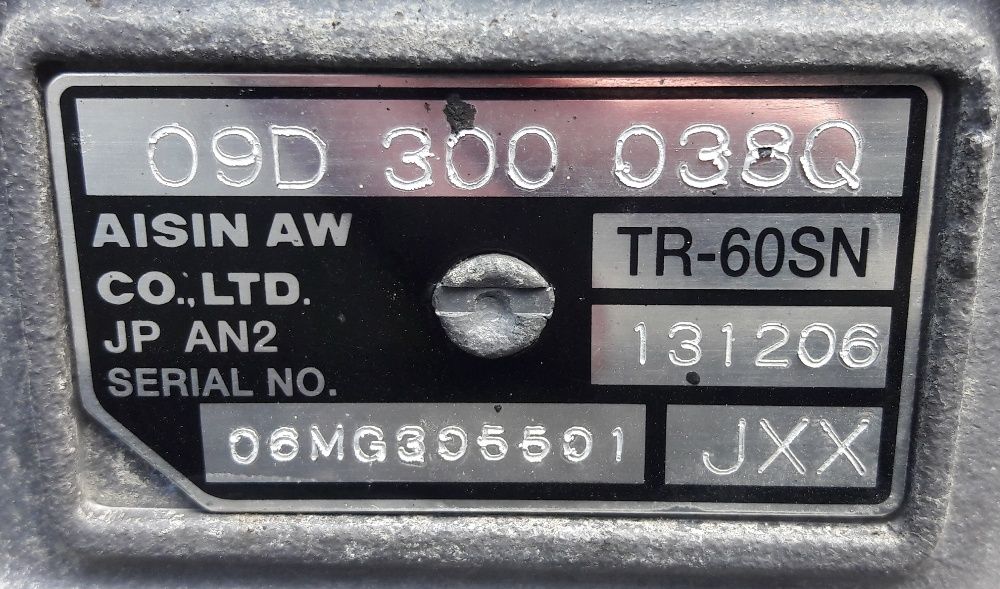 09D 300 038Q
AISIN AW
CO.,LTD.
TR-60SN
JP AN2
131206
SERIAL NO.
06MG305501
JXX